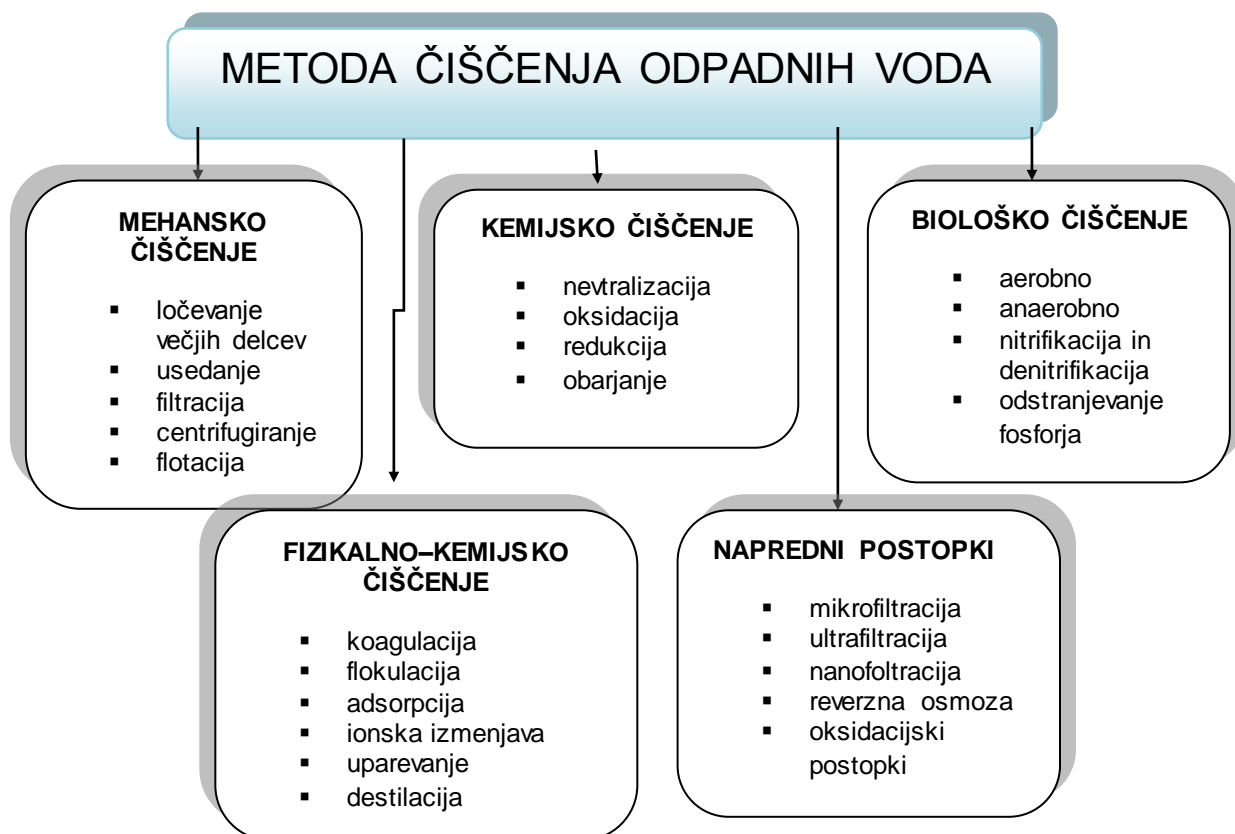 METODA ČIŠČENJA ODPADNIH VODA
MEHANSKO
ČIŠČENJE
▪ ločevanje
večjih delcev
▪ usedanje
▪ filtracija
▪ centrifugiranje
▪ flotacija
KEMIJSKO ČIŠČENJE
▪ nevtralizacija
▪ oksidacija
▪ redukcija
▪ obarjanje
BIOLOŠKO ČIŠČENJE
▪ aerobno
▪ anaerobno
▪ nitrifikacija in
denitrifikacija
▪ odstranjevanje
fosforja
FIZIKALNO–KEMIJSKO
ČIŠČENJE
▪ koagulacija
▪ flokulacija
▪ adsorpcija
▪ ionska izmenjava
▪ uparevanje
▪ destilacija
NAPREDNI POSTOPKI
▪ mikrofiltracija
▪ ultrafiltracija
▪ nanofoltracija
▪ reverzna osmoza
▪ oksidacijski
postopki